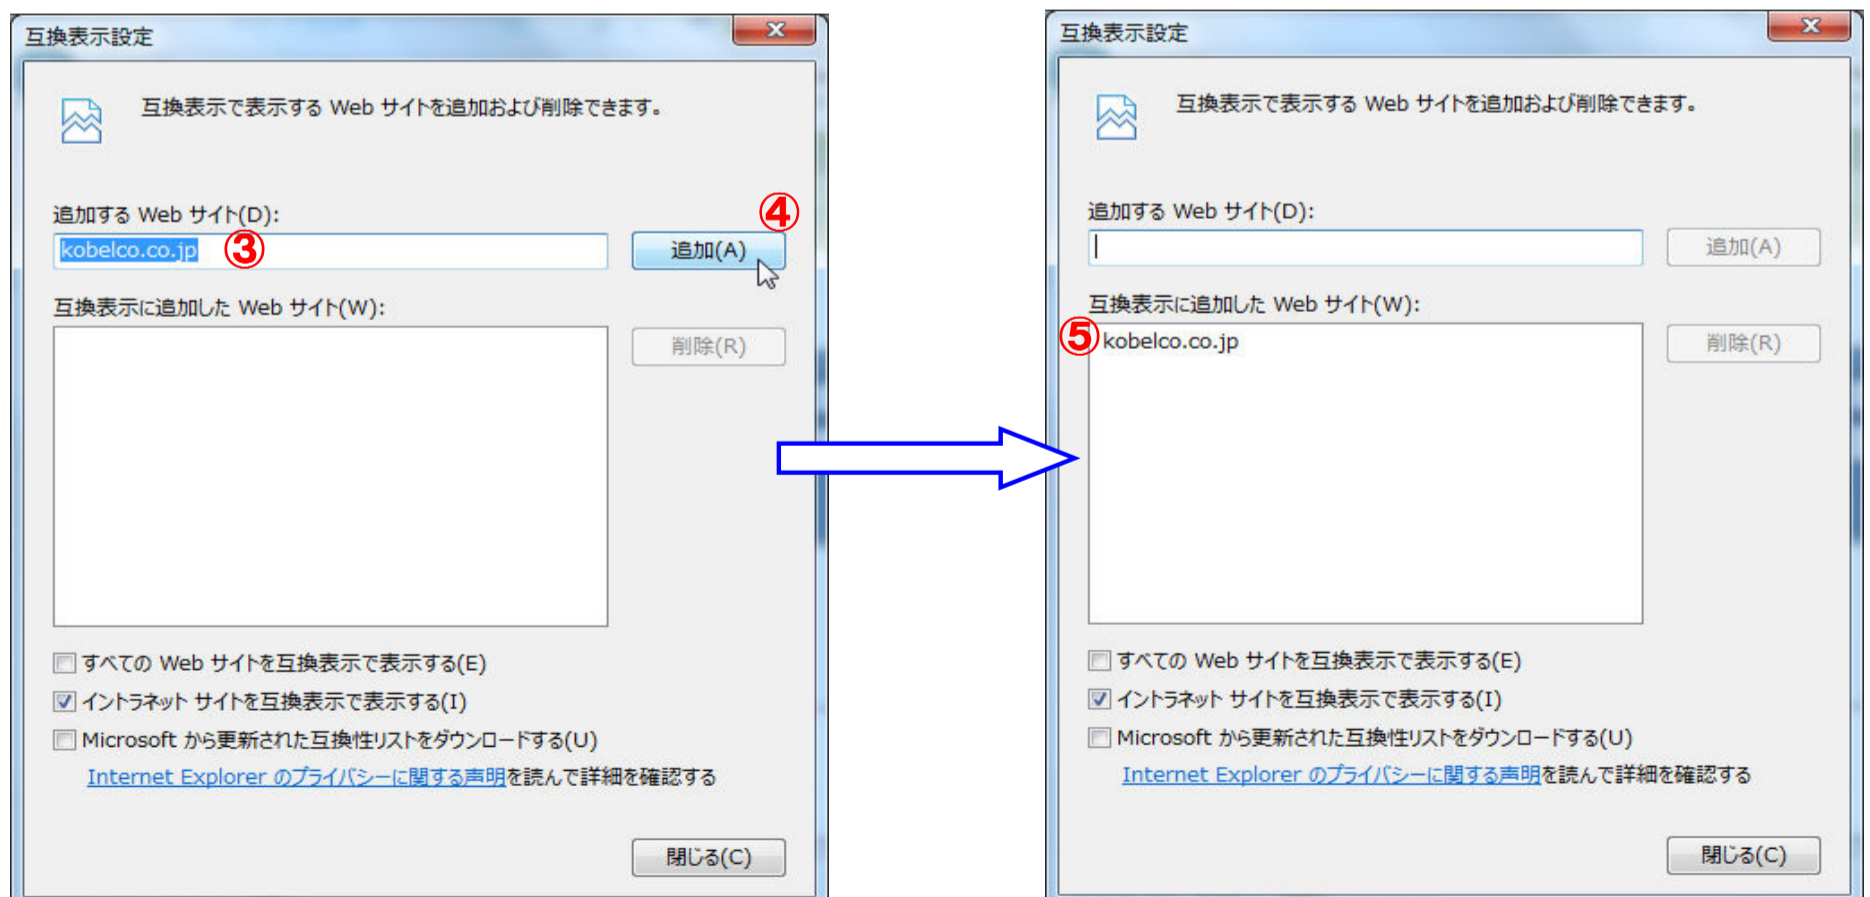 互換表示設定
互換表示で表示する Web サイトを追加および削除できます。
追加する Web サイト(D):
④
kobelco.co.jp ③ 追加(A)
互換表示に追加した Web サイト(W):
削除(R)
すべての Web サイトを互換表示で表示する(E)
イントラネット サイトを互換表示で表示する(I)
Microsoft から更新された互換性リストをダウンロードする(U)
Internet Explorer のプライバシーに関する声明を読んで詳細を確認する
閉じる(C)
互換表示設定
互換表示で表示する Web サイトを追加および削除できます。
追加する Web サイト(D):
追加(A)
互換表示に追加した Web サイト(W):
⑤ kobelco.co.jp 削除(R)
すべての Web サイトを互換表示で表示する(E)
イントラネット サイトを互換表示で表示する(I)
Microsoft から更新された互換性リストをダウンロードする(U)
Internet Explorer のプライバシーに関する声明を読んで詳細を確認する
閉じる(C)